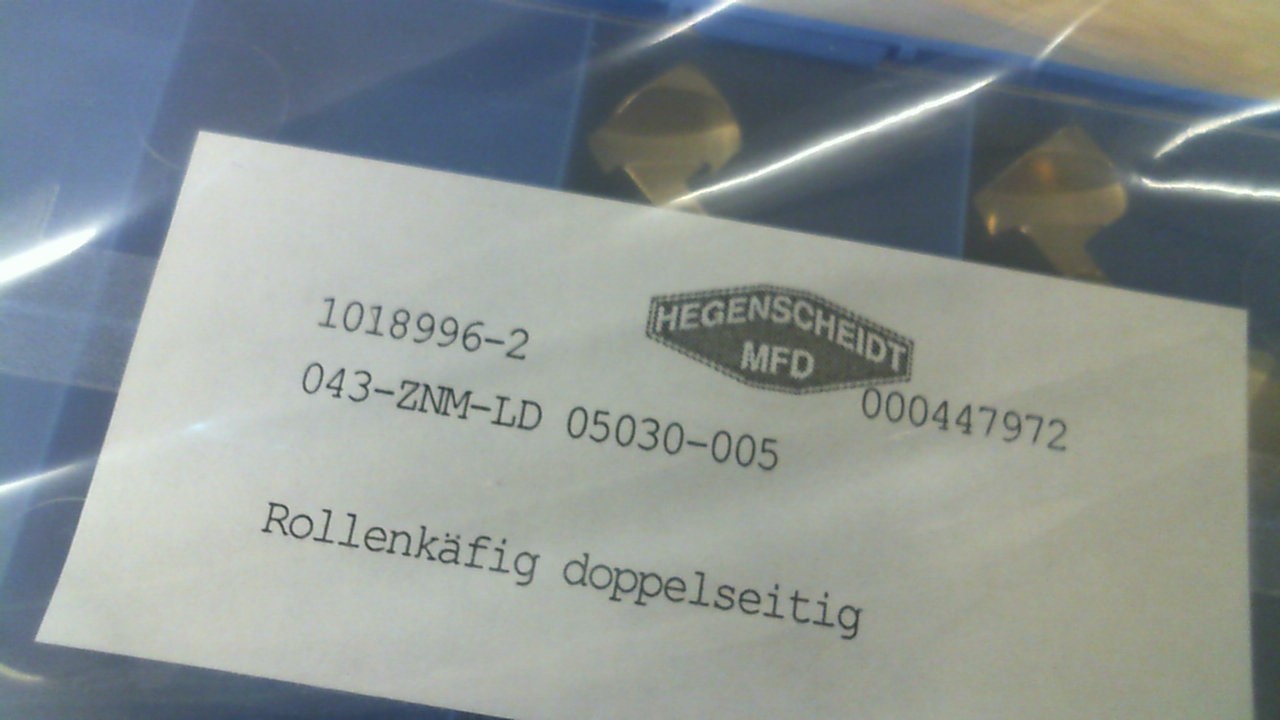 1018996-2
HEGENSCHEIDT
MFD
043-ZNM-LD 05030-005
000447972
Rollenkäfig doppelseitig